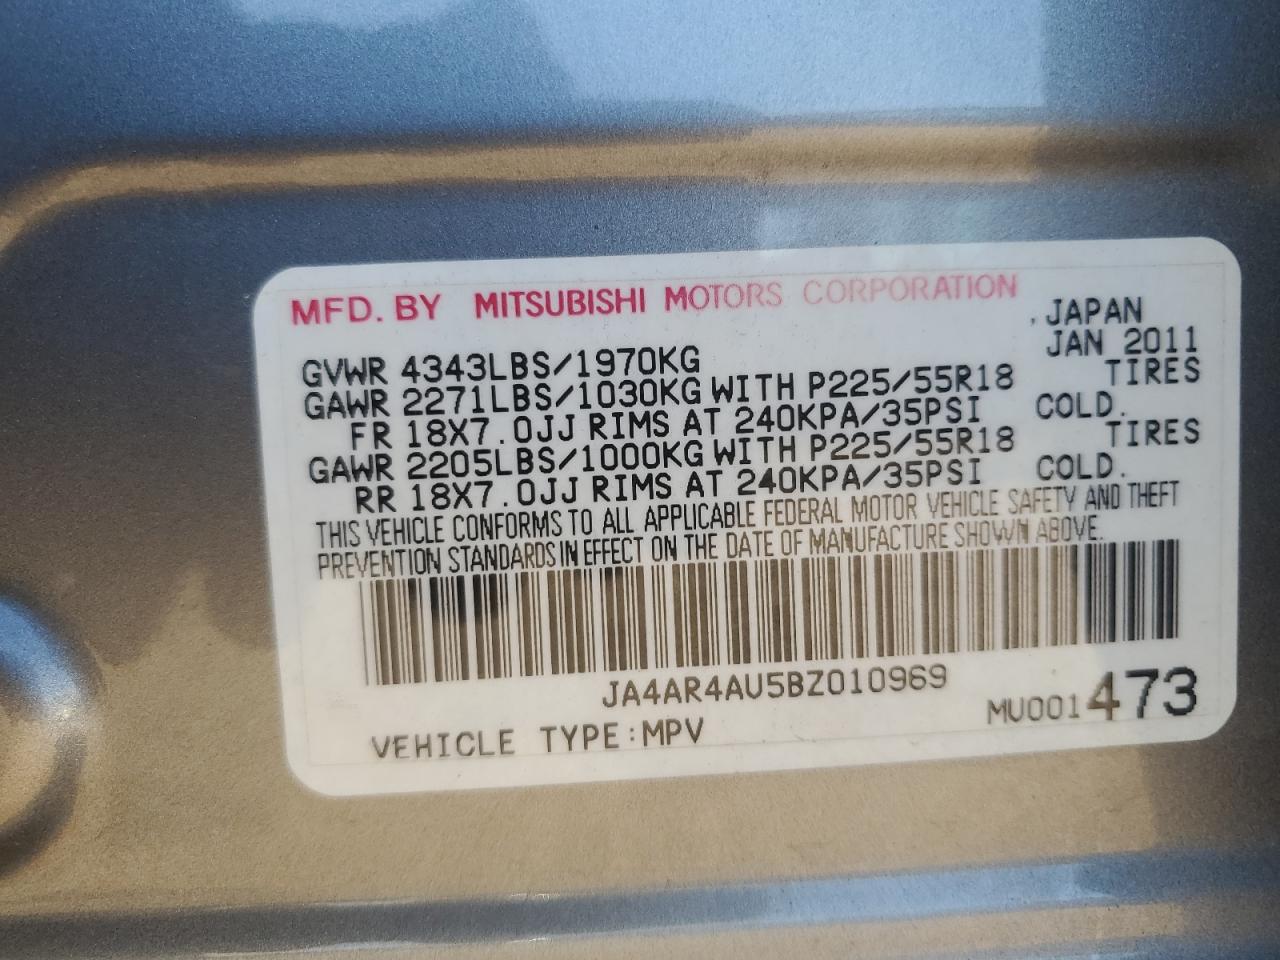 MFD. BY MITSUBISHI MOTORS CORPORATION
, JAPAN
JAN 2011
GVWR 4343LBS/1970KG
GAWR 2271LBS/1030KG WITH P225/55R18 TIRES
FR 18X7.0JJ RIMS AT 240KPA/35PSI COLD.
GAWR 2205LBS/1000KG WITH P225/55R18 TIRES
RR 18X7.0JJ RIMS AT 240KPA/35PSI COLD.
THIS VEHICLE CONFORMS TO ALL APPLICABLE FEDERAL MOTOR VEHICLE SAFETY AND THEFT
PREVENTION STANDARDS IN EFFECT ON THE DATE OF MANUFACTURE SHOWN ABOVE.
JA4AR4AU5BZ010969
VEHICLE TYPE:MPV
MU001473